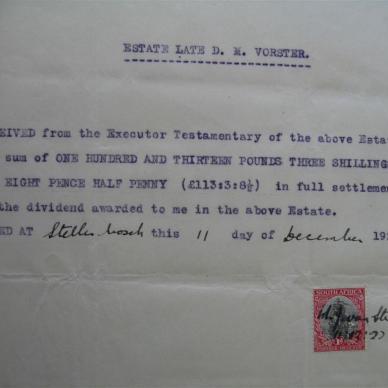 ESTATE LATE D. M. VORSTER.
EIVED from the Executor Testamentary of the above Esta
sum of ONE HUNDRED AND THIRTEEN POUNDS THREE SHILLING
EIGHT PENCE HALF PENNY (£113:3:8½) in full settleme
the dividend awarded to me in the above Estate.
ED AT Stellenbosch this 11 day of December 19
SOUTH AFRICA